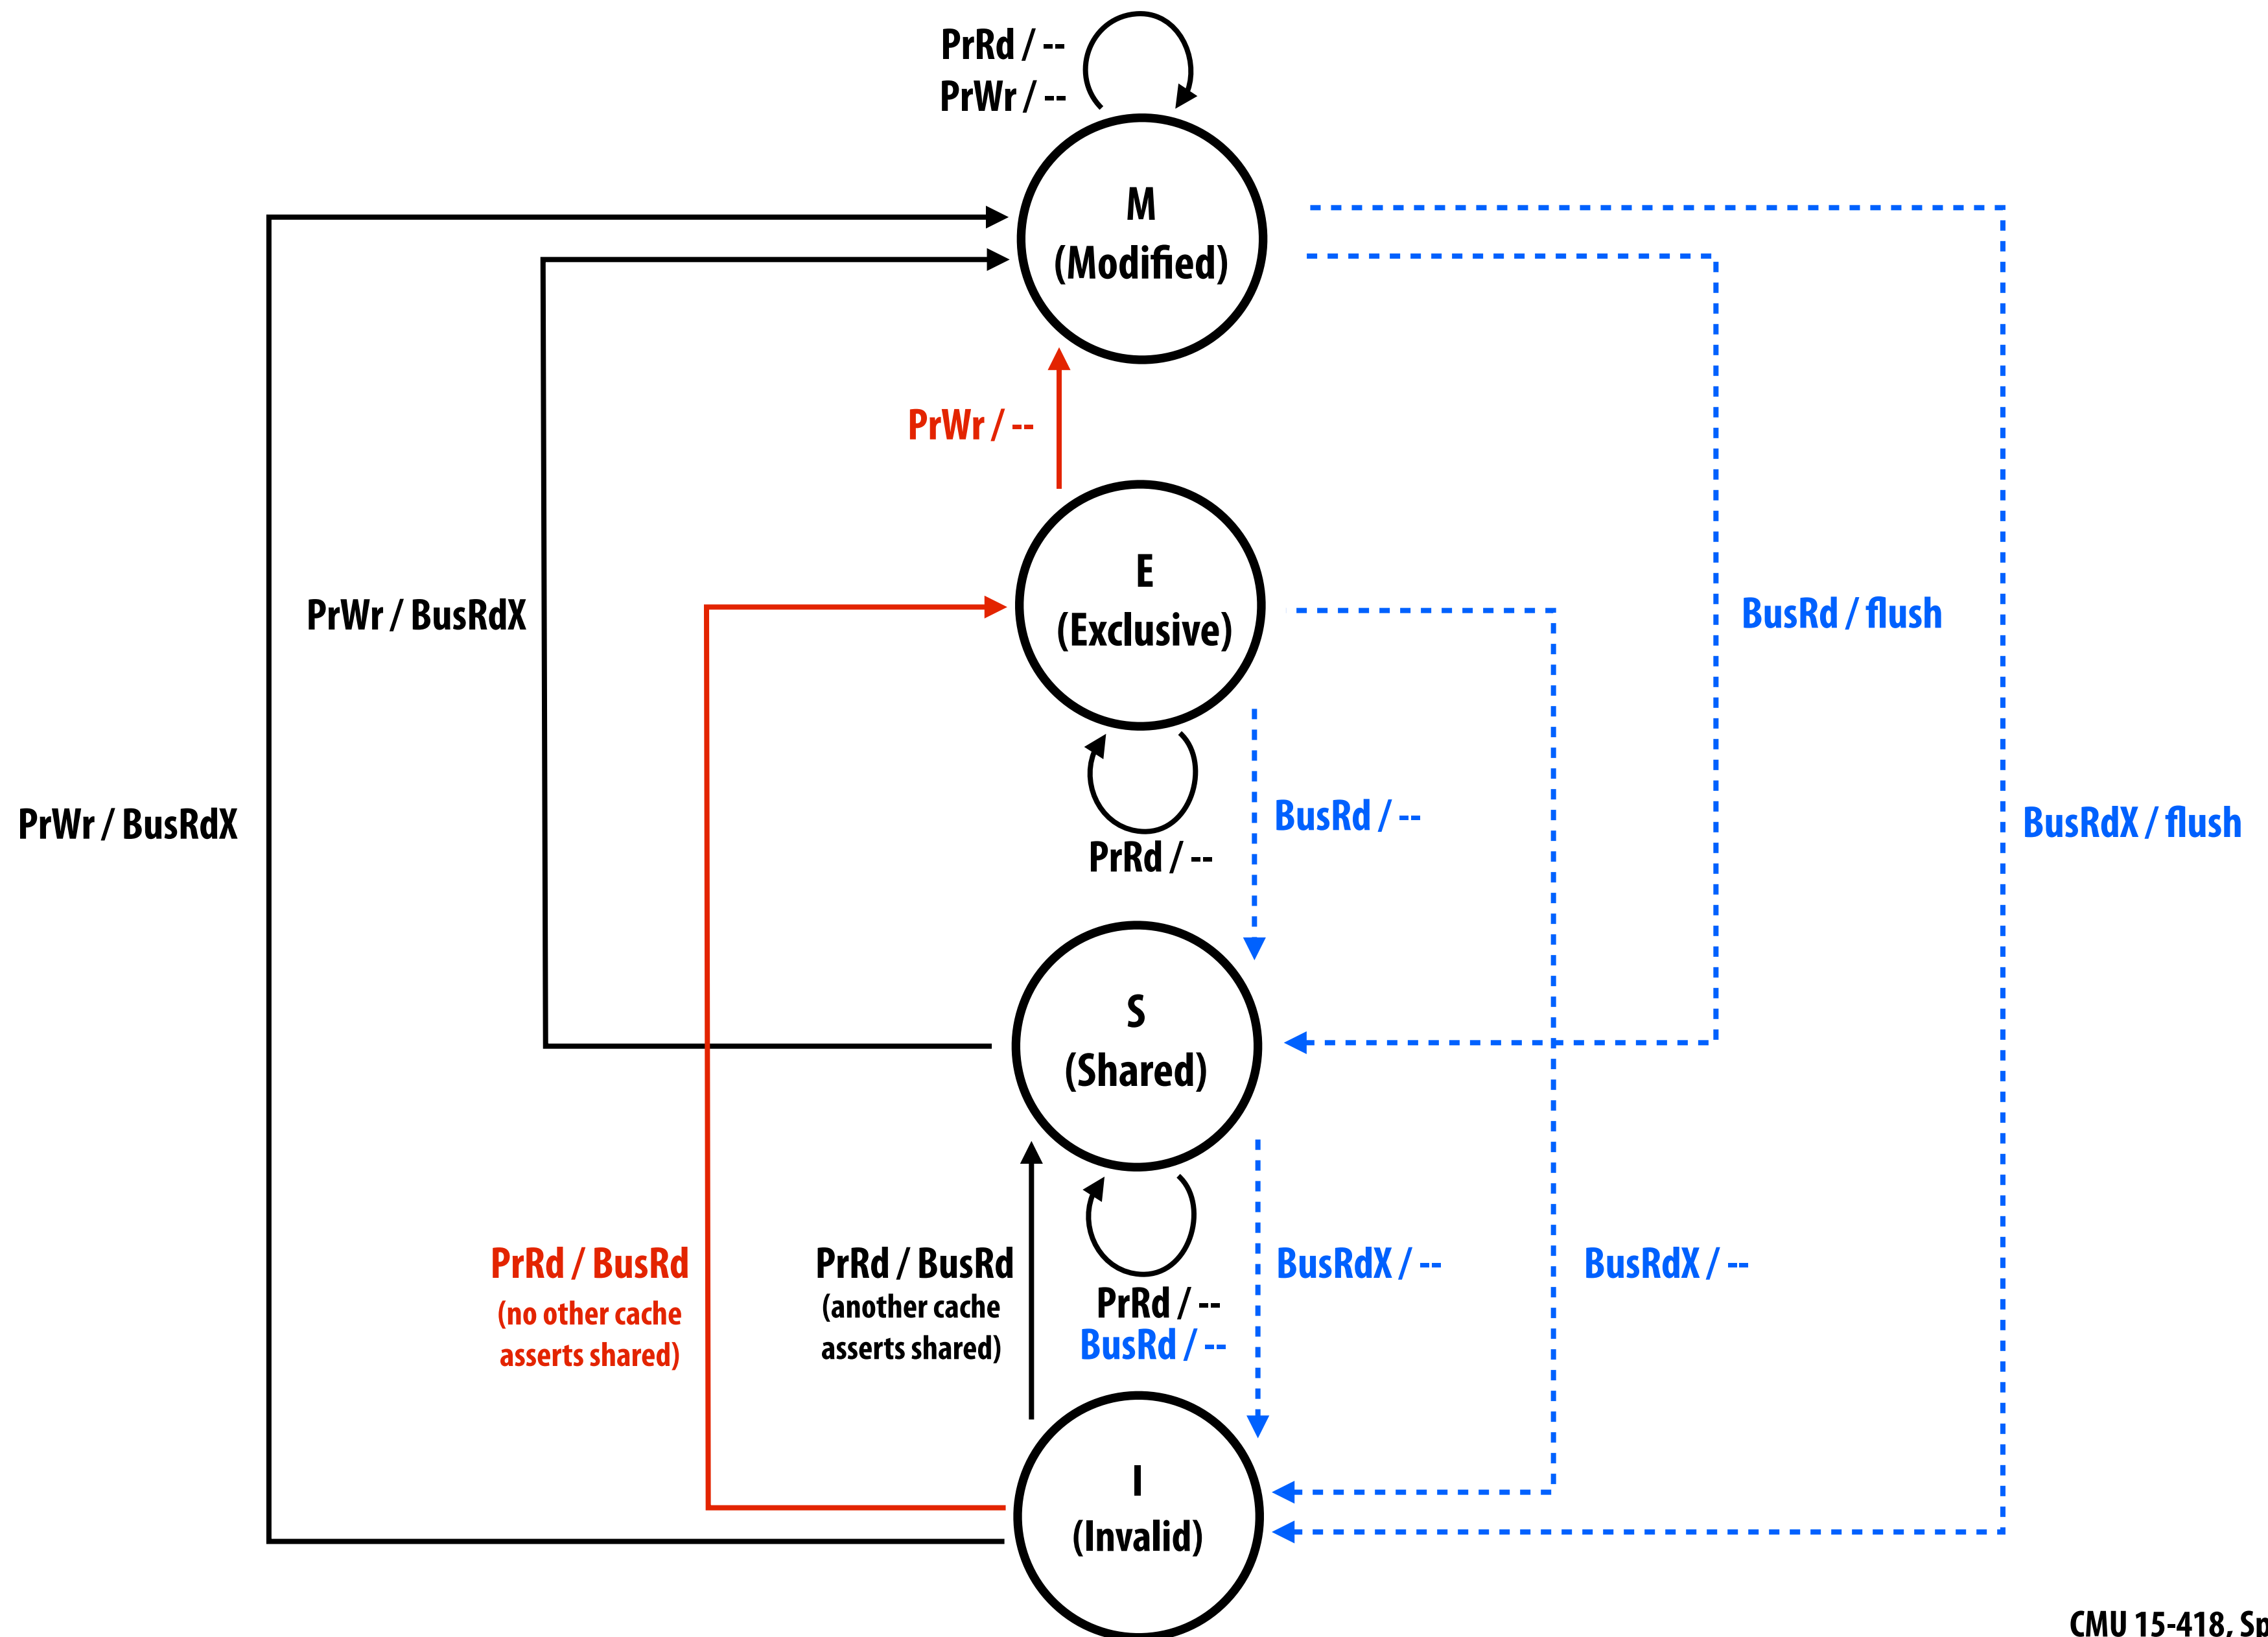 PrRd / --
PrWr / --
M
(Modified)
PrWr / --
E
(Exclusive)
PrWr / BusRdX
BusRd / flush
PrWr / BusRdX
BusRd / --
BusRdX / flush
PrRd / --
S
(Shared)
PrRd / BusRd
(no other cache
asserts shared)
PrRd / BusRd
(another cache
asserts shared)
PrRd / --
BusRd / --
BusRdX / --
BusRdX / --
I
(Invalid)
CMU 15-418, Sp